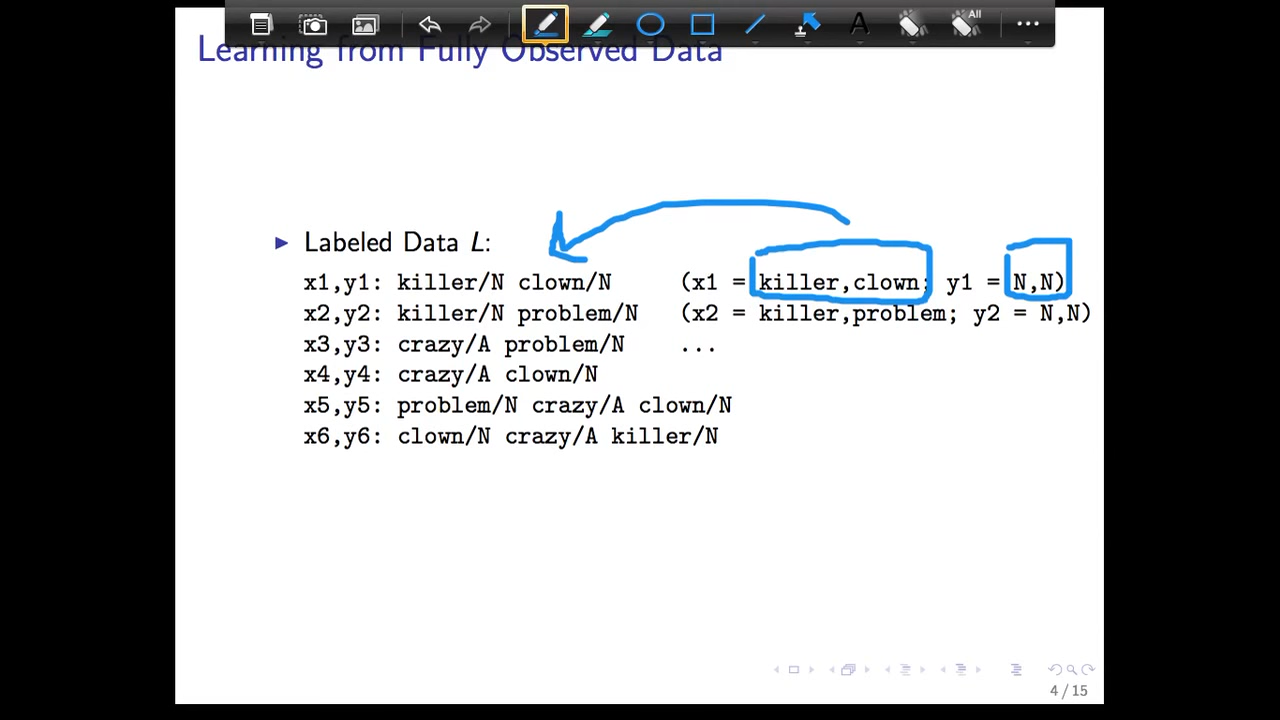 A
All
Learning from Fully Observed Data
Labeled Data L:
x1,y1: killer/N clown/N (x1 = killer,clown; y1 = N,N)
x2,y2: killer/N problem/N (x2 = killer,problem; y2 = N,N)
x3,y3: crazy/A problem/N ...
x4,y4: crazy/A clown/N
x5,y5: problem/N crazy/A clown/N
x6,y6: clown/N crazy/A killer/N
4 / 15